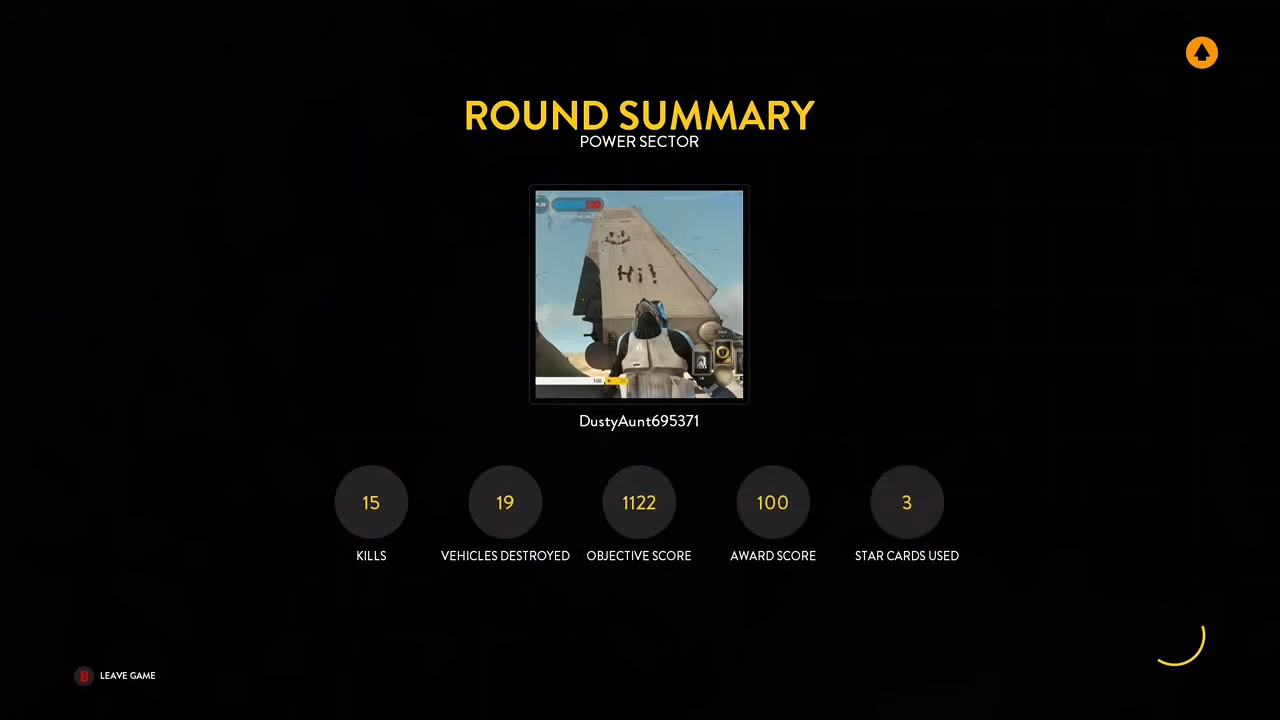 ROUND SUMMARY
POWER SECTOR
Hi!
100
DustyAunt695371
15
19
1122
100
3
KILLS
VEHICLES DESTROYED
OBJECTIVE SCORE
AWARD SCORE
STAR CARDS USED
B LEAVE GAME